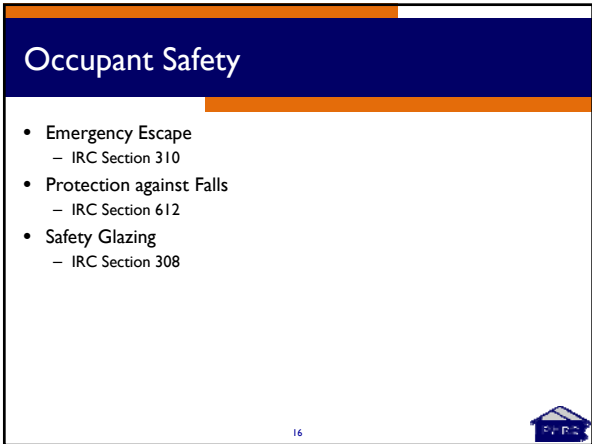 Occupant Safety
• Emergency Escape
– IRC Section 310
• Protection against Falls
– IRC Section 612
• Safety Glazing
– IRC Section 308
16
PHRC